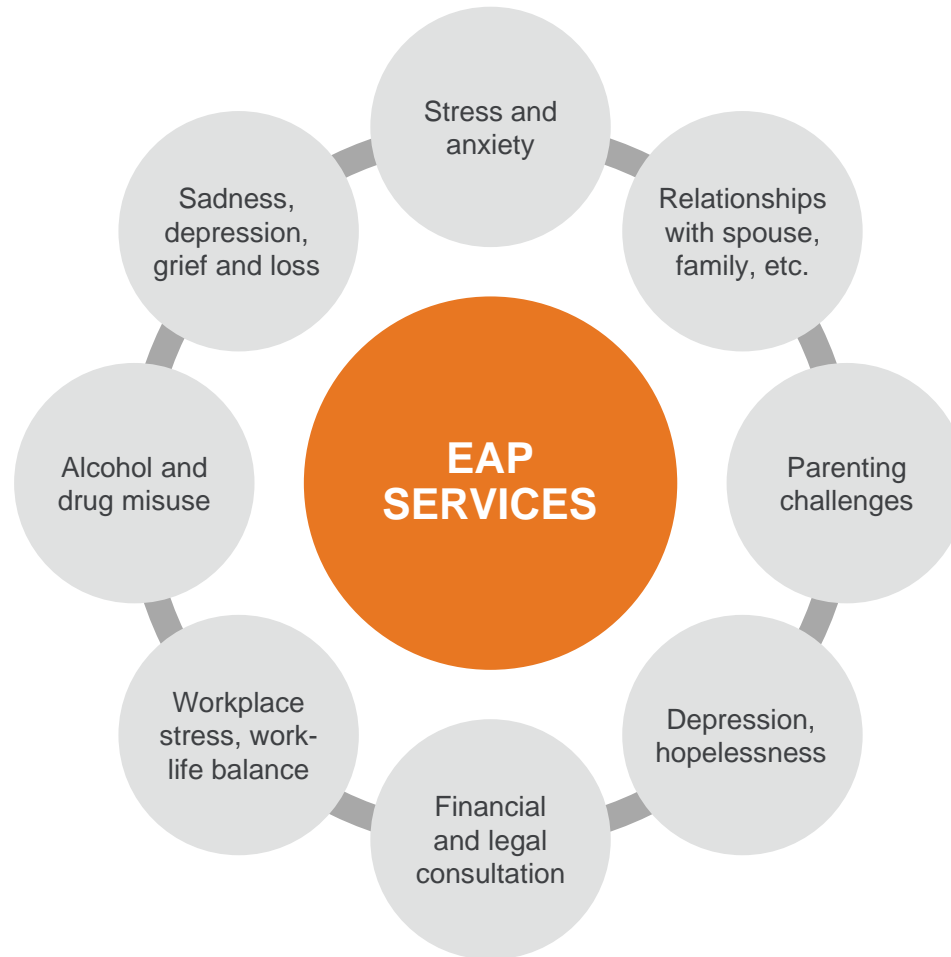 Stress and
anxiety
Relationships
with spouse,
family, etc.
Parenting
challenges
Depression,
hopelessness
Financial
and legal
consultation
Workplace
stress, work-
life balance
Alcohol and
drug misuse
Sadness,
depression,
grief and loss
EAP
SERVICES